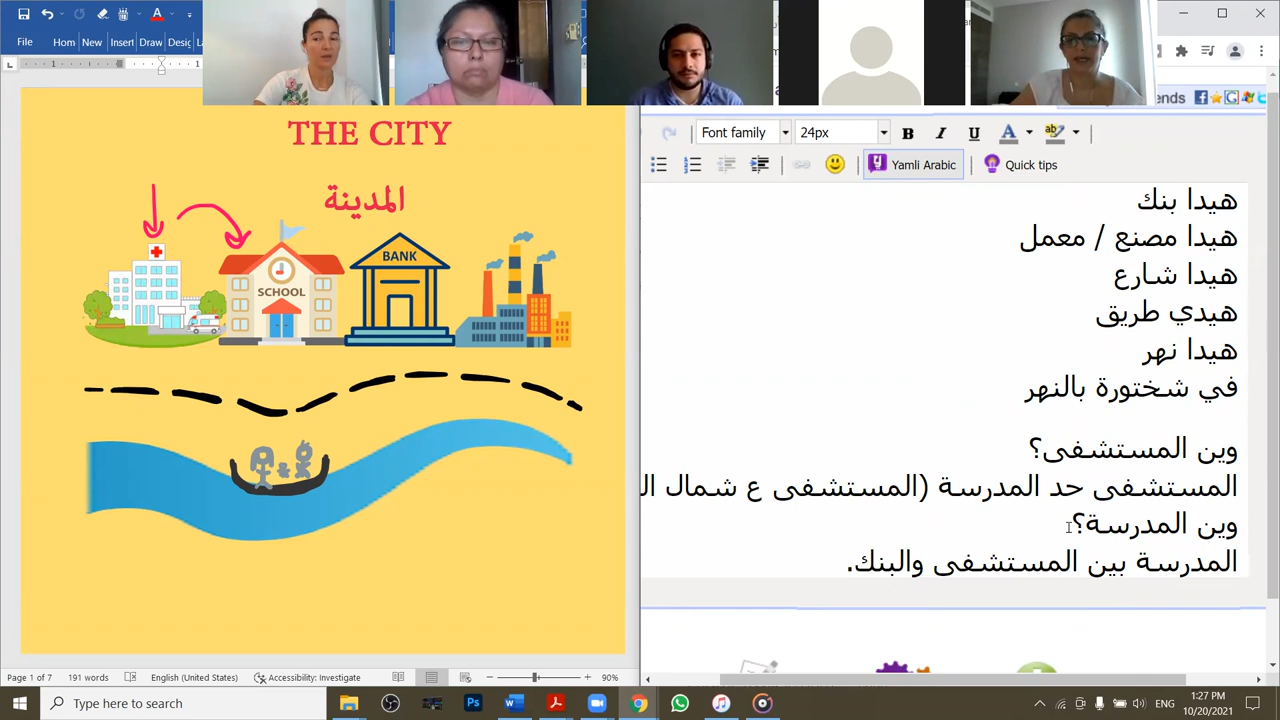 File
Hom
New
Insert
Draw
Desig
ends
THE CITY
المدينة
SCHOOL
BANK
Font family
24px
Yamli Arabic
Quick tips
هيدا بنك
هيدا مصنع / معمل
هيدا شارع
هيدي طريق
هيدا نهر
في شختورة بالنهر
وين المستشفى؟
المستشفى حد المدرسة (المستشفى ع شمال ال
وين المدرسة؟
المدرسة بين المستشفى والبنك.
Page 1 of 7
191 words
English (United States)
Accessibility: Investigate
90%
Type here to search
ENG
1:27 PM
10/20/2021